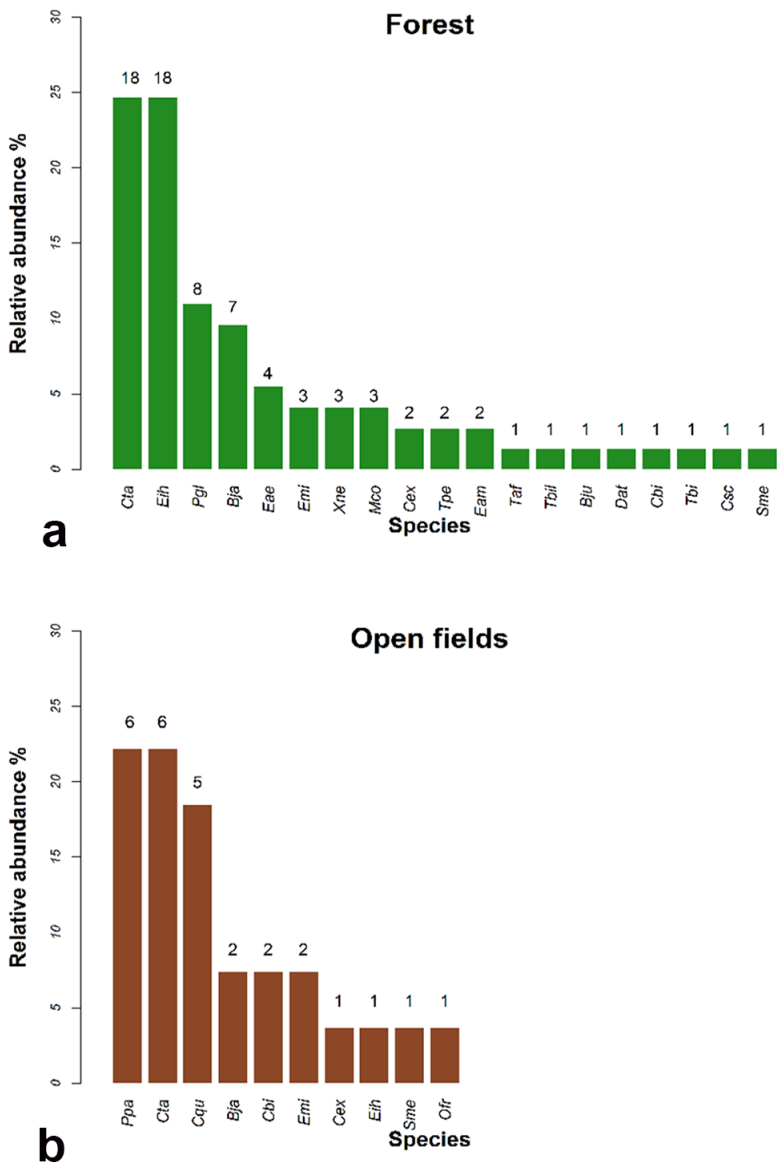 Forest
Relative abundance %
30
25
20
15
10
5
0
18 18 8 7 4 3 3 3 2 2 2 1 1 1 1 1 1 1 1
Cta Eih Pgl Bja Eae Emi Xne Mco Cex Tpe Eam Taf Tbil Bju Dat Cbi Tbi Csc Sme
Species
a
Open fields
Relative abundance %
30
25
20
15
10
5
0
6 6 5 2 2 2 1 1 1 1
Ppa Cta Cqu Bja Cbi Emi Cex Eih Sme Ofr
Species
b